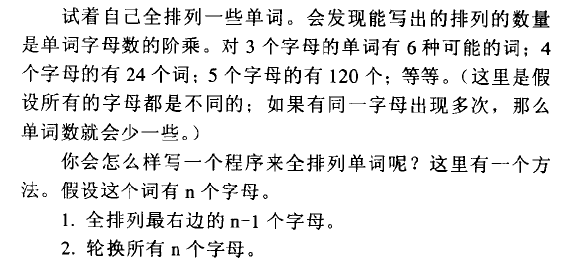 试着自己全排列一些单词。会发现能写出的排列的数量
是单词字母数的阶乘。对 3 个字母的单词有 6 种可能的词；4
个字母的有 24 个词；5 个字母的有 120 个；等等。（这里是假
设所有的字母都是不同的；如果有同一字母出现多次，那么
单词数就会少一些。）
你会怎么样写一个程序来全排列单词呢？这里有一个方
法。假设这个词有 n 个字母。
1. 全排列最右边的 n-1 个字母。
2. 轮换所有 n 个字母。